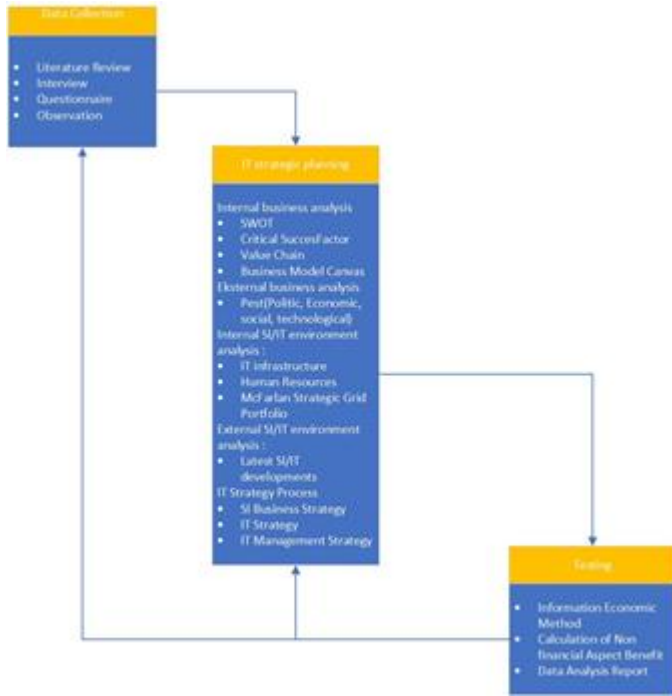 Data Collection
Literature Review
Interview
Questionnaire
Observation
IT strategic planning
Internal business analysis
SWOT
Critical SuccesFactor
Value Chain
Business Model Canvas
Eksternal business analysis
Pest(Politic, Economic,
social, technological)
Internal SI/IT environment
analysis :
IT infrastructure
Human Resources
McFarlan Strategic Grid
Portfolio
External SI/IT environment
analysis :
Latest SI/IT
developments
IT Strategy Process
SI Business Strategy
IT Strategy
IT Management Strategy
Testing
Information Economic
Method
Calculation of Non
financial Aspect Benefit
Data Analysis Report